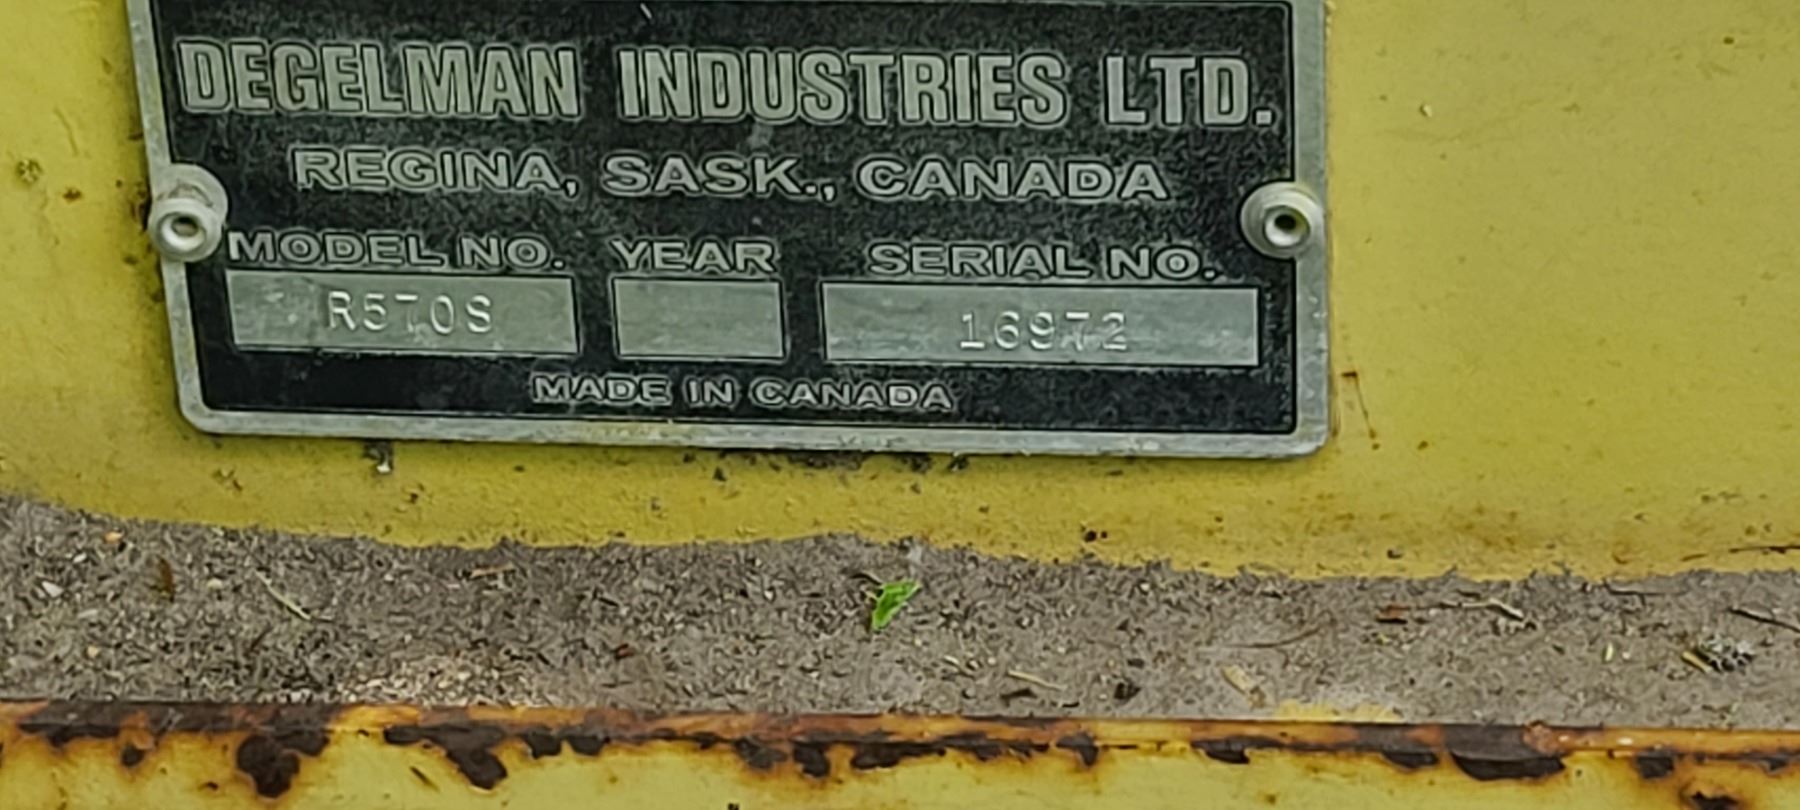 DEGELMAN INDUSTRIES LTD.
REGINA, SASK., CANADA
MODEL NO. YEAR SERIAL NO.
R570S 16972
MADE IN CANADA